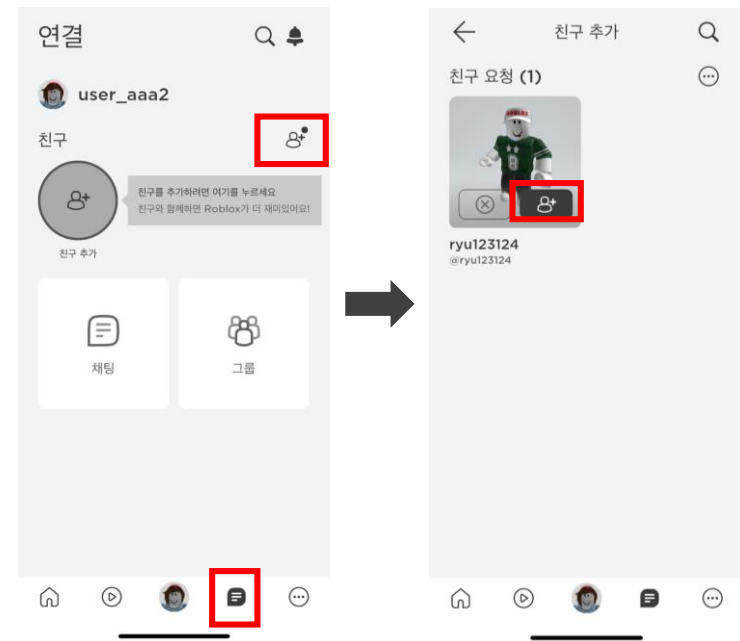 연결
user_aaa2
친구
친구를 추가하려면 여기를 누르세요
친구와 함께하면 Roblox가 더 재미있어요!
친구 추가
채팅
그룹
친구 추가
친구 요청 (1)
ROBLOX
B
ryu123124
@ryu123124